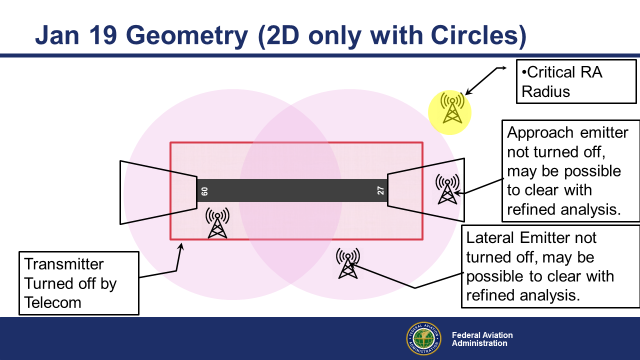 Jan 19 Geometry (2D only with Circles)
•Critical RA
Radius
Approach emitter
not turned off,
may be possible
to clear with
refined analysis.
09
27
Lateral Emitter not
turned off, may be
possible to clear with
refined analysis.
Transmitter
Turned off by
Telecom
Federal Aviation
Administration